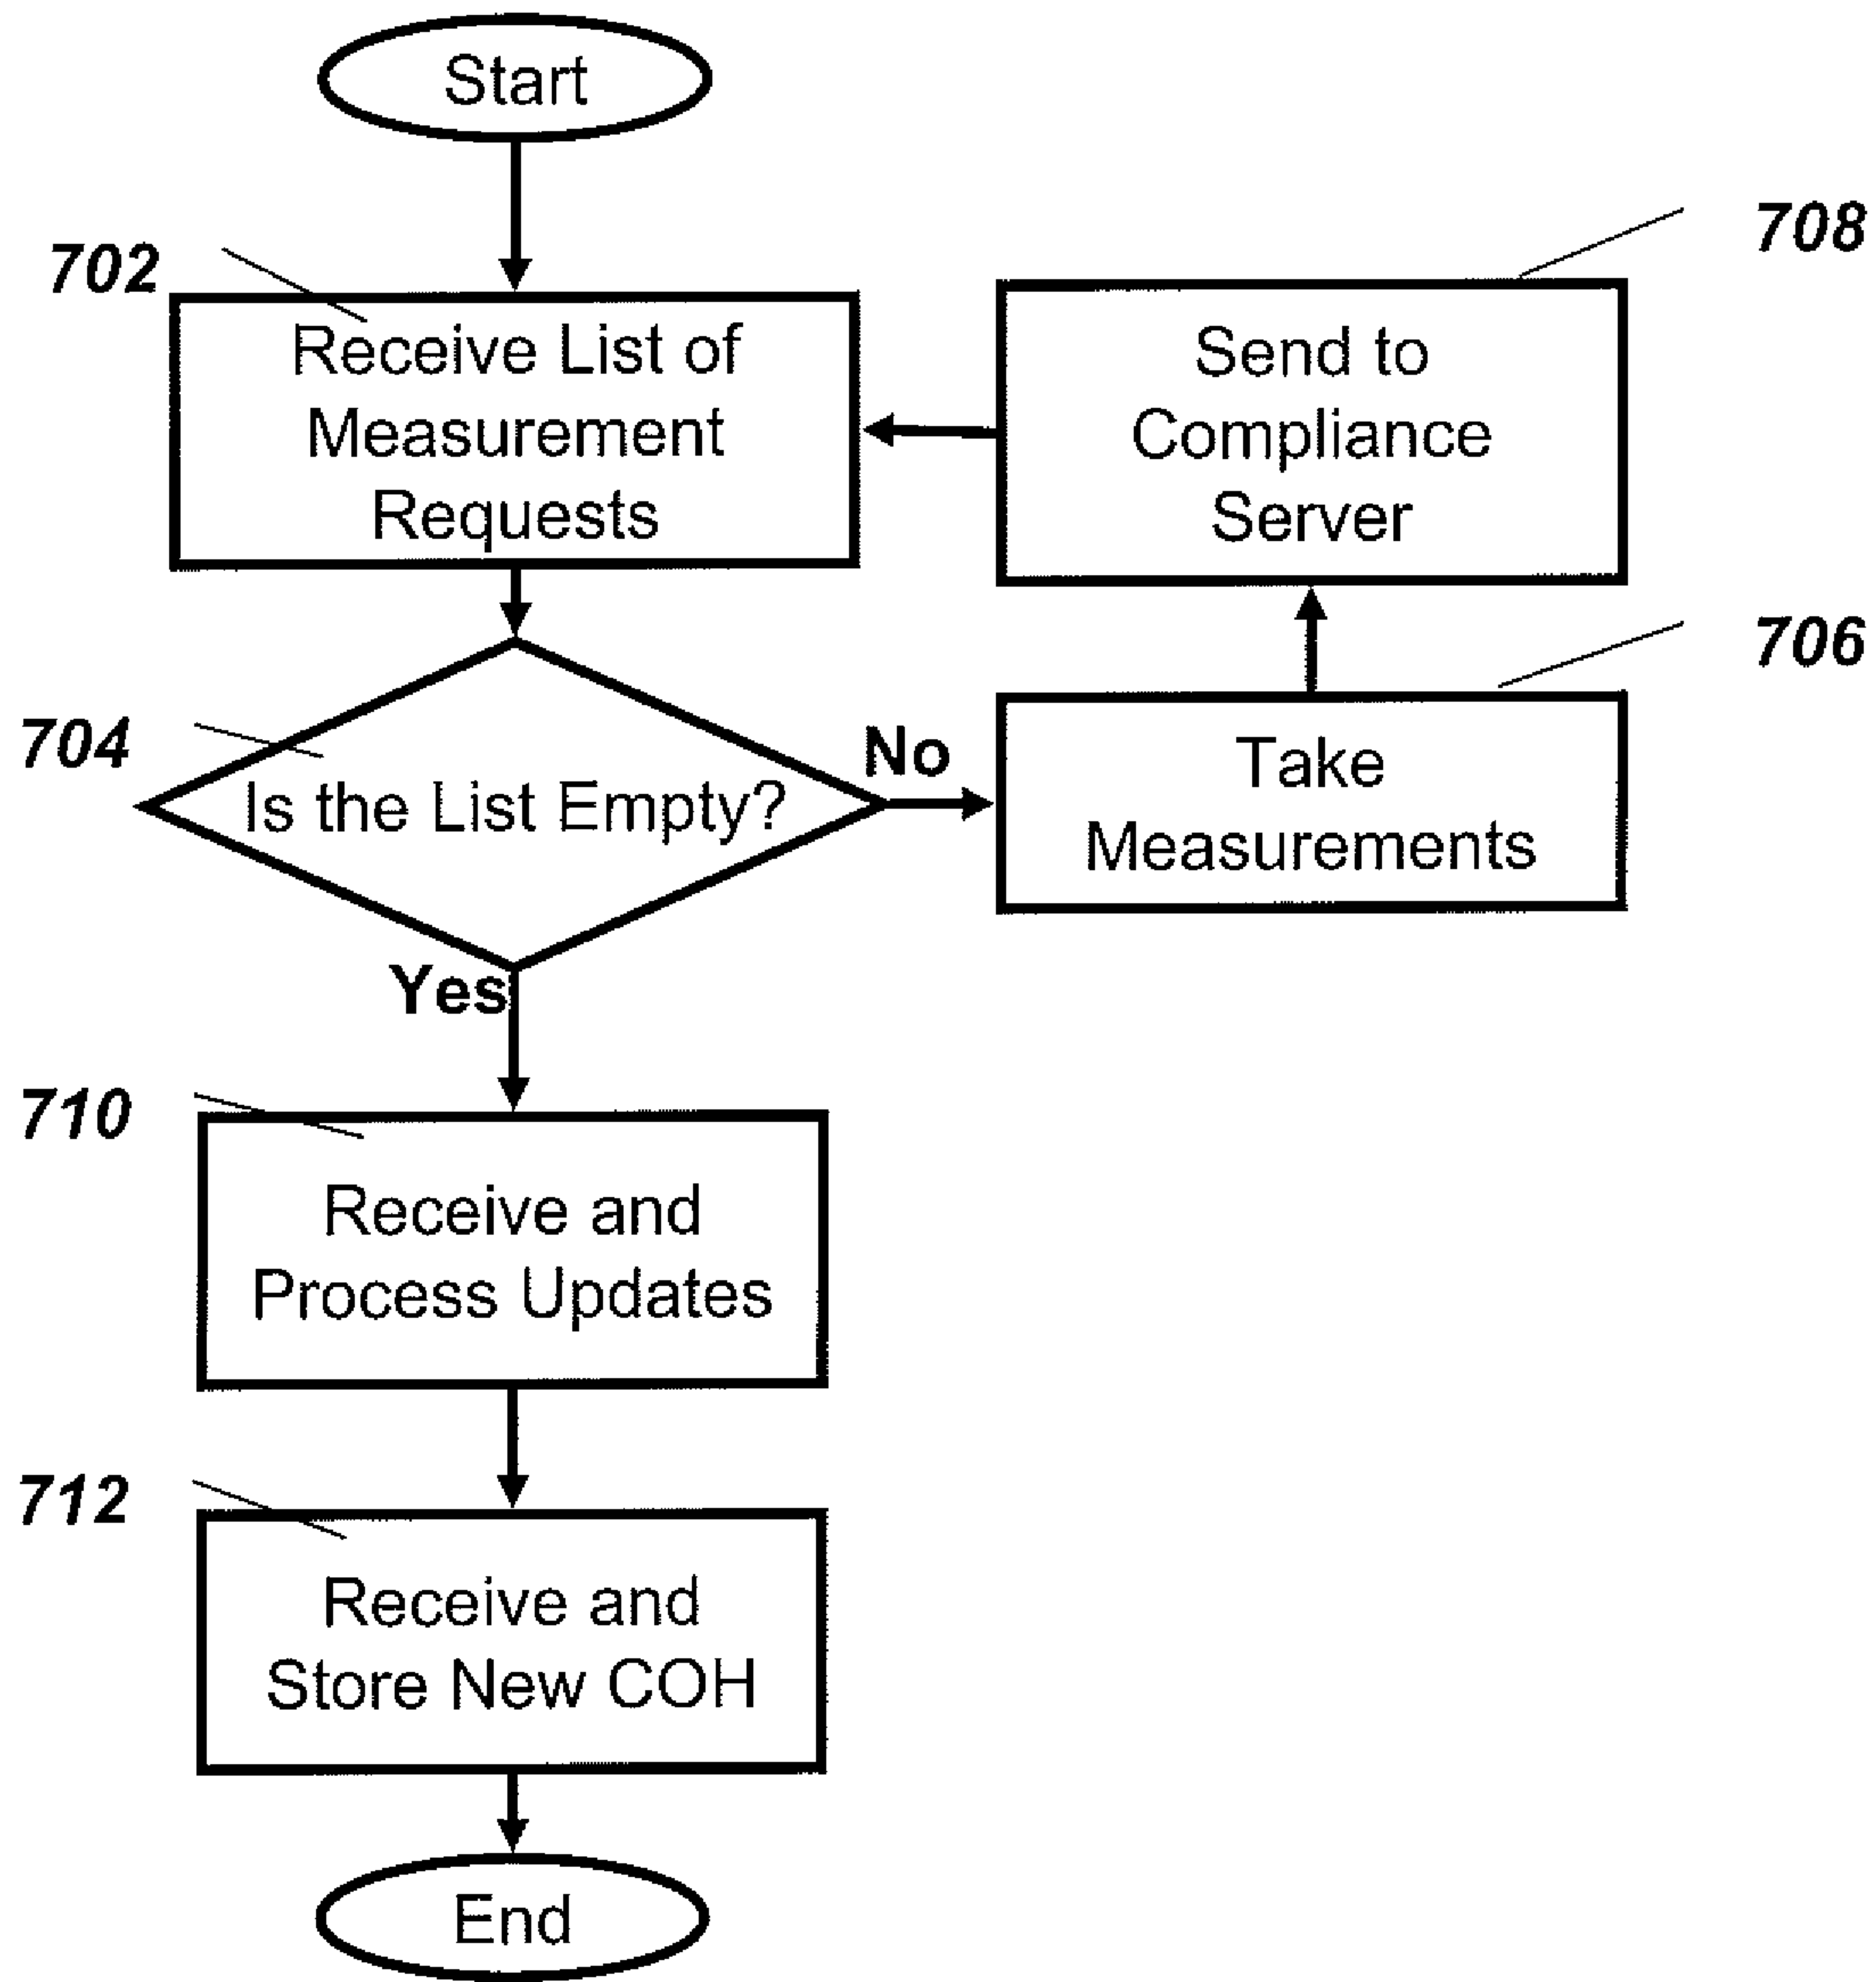 Start
702
Receive List of
Measurement
Requests
708
Send to
Compliance
Server
704
Is the List Empty?
No
706
Take
Measurements
Yes
710
Receive and
Process Updates
712
Receive and
Store New COH
End